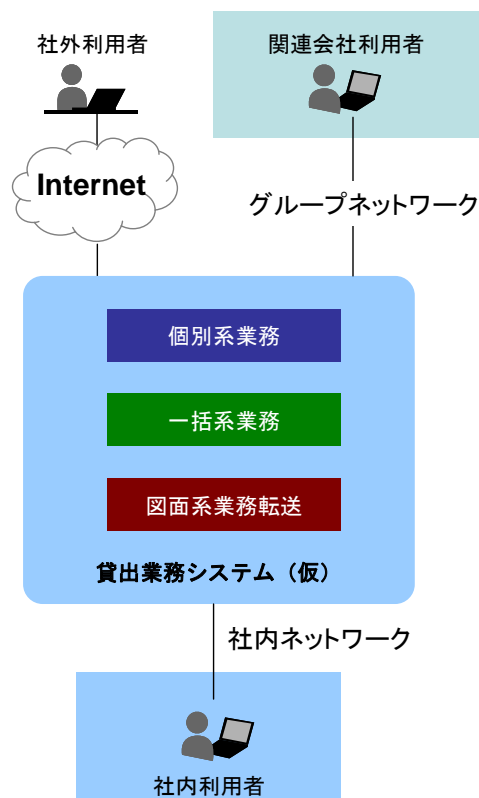 社外利用者
関連会社利用者
Internet
グループネットワーク
個別系業務
一括系業務
図面系業務転送
貸出業務システム（仮）
社内ネットワーク
社内利用者